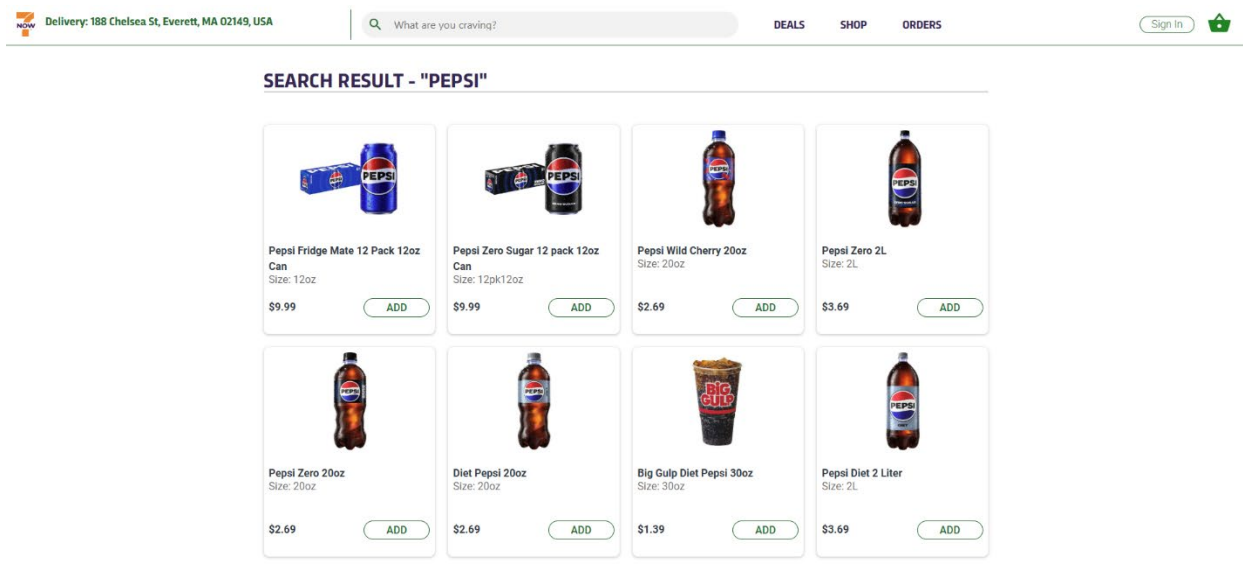 NOW
Delivery: 188 Chelsea St, Everett, MA 02149, USA
What are you craving?
DEALS
SHOP
ORDERS
Sign In
SEARCH RESULT - "PEPSI"
PEPSI
PEPSI
PEPSI
PEPSI
PEPSI
PEPSI
Pepsi Fridge Mate 12 Pack 12oz
Can
Size: 12oz
$9.99
ADD
Pepsi Zero Sugar 12 pack 12oz
Can
Size: 12pk12oz
$9.99
ADD
Pepsi Wild Cherry 20oz
Size: 20oz
$2.69
ADD
Pepsi Zero 2L
Size: 2L
$3.69
ADD
PEPSI
PEPSI
BIG
GULP
PEPSI
DIET
Pepsi Zero 20oz
Size: 20oz
$2.69
ADD
Diet Pepsi 20oz
Size: 20oz
$2.69
ADD
Big Gulp Diet Pepsi 30oz
Size: 30oz
$1.39
ADD
Pepsi Diet 2 Liter
Size: 2L
$3.69
ADD